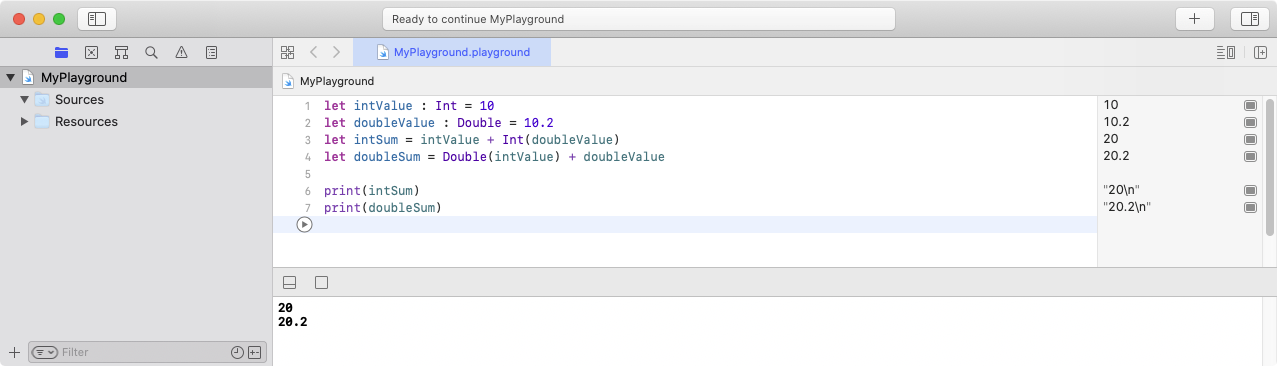 Ready to continue MyPlayground
MyPlayground.playground
MyPlayground
Sources
Resources
Filter
MyPlayground
1 let intValue : Int = 10
2 let doubleValue : Double = 10.2
3 let intSum = intValue + Int(doubleValue)
4 let doubleSum = Double(intValue) + doubleValue
5
6 print(intSum)
7 print(doubleSum)
10
10.2
20
20.2
"20\n"
"20.2\n"
20
20.2